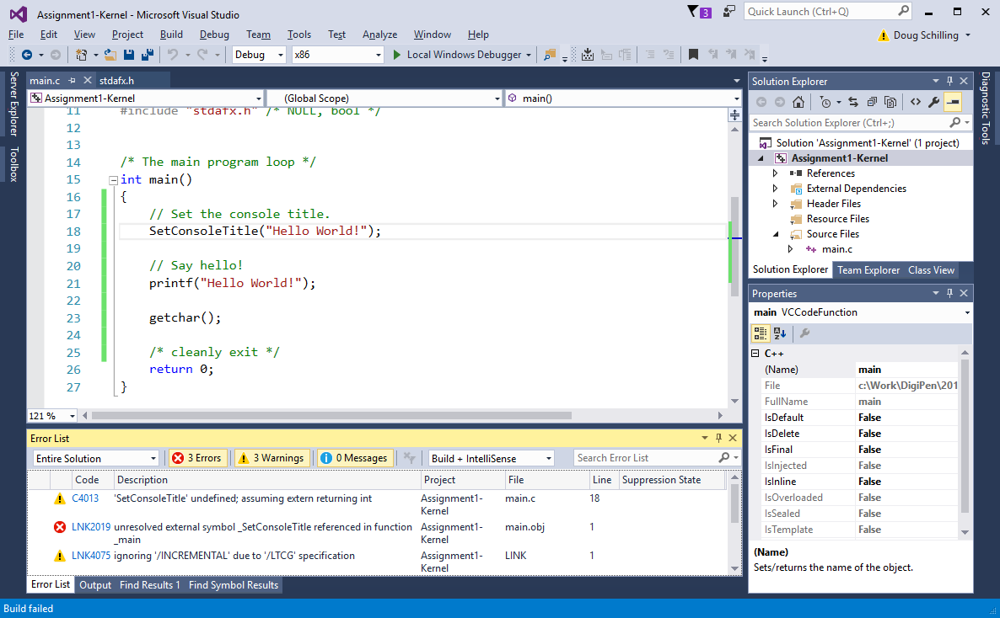 Assignment1-Kernel - Microsoft Visual Studio
3
Quick Launch (Ctrl+Q)
File Edit View Project Build Debug Team Tools Test Analyze Window Help
Doug Schilling
Debug x86 Local Windows Debugger
Server Explorer
Toolbox
main.c stdafx.h
Assignment1-Kernel (Global Scope) main()
11 #include "stdafx.h" /* NULL, bool */
12
13
14 /* The main program loop */
15 int main()
16 {
17 // Set the console title.
18 SetConsoleTitle("Hello World!");
19
20 // Say hello!
21 printf("Hello World!");
22
23 getchar();
24
25 /* cleanly exit */
26 return 0;
27 }
121 %
Error List
Entire Solution 3 Errors 3 Warnings 0 Messages Build + IntelliSense Search Error List
Code Description Project File Line Suppression State
C4013 'SetConsoleTitle' undefined; assuming extern returning int Assignment1- main.c 18
Kernel
LNK2019 unresolved external symbol _SetConsoleTitle referenced in function Assignment1- main.obj 1
_main Kernel
LNK4075 ignoring '/INCREMENTAL' due to '/LTCG' specification Assignment1- LINK 1
Kernel
Error List Output Find Results 1 Find Symbol Results
Build failed
Solution Explorer
Search Solution Explorer (Ctrl+;)
Solution 'Assignment1-Kernel' (1 project)
Assignment1-Kernel
References
External Dependencies
Header Files
Resource Files
Source Files
main.c
Solution Explorer Team Explorer Class View
Properties
main VCCodeFunction
C++
(Name) main
File c:\Work\DigiPen\201
FullName main
IsDefault False
IsDelete False
IsFinal False
IsInjected False
IsInline False
IsOverloaded False
IsSealed False
IsTemplate False
(Name)
Sets/returns the name of the object.
Diagnostic Tools